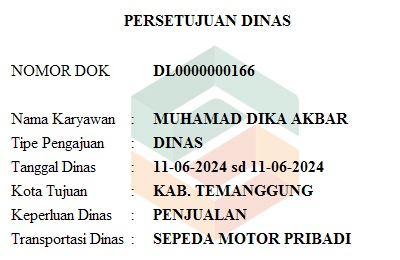 PERSETUJUAN DINAS
NOMOR DOK DL0000000166
Nama Karyawan : MUHAMAD DIKA AKBAR
Tipe Pengajuan : DINAS
Tanggal Dinas : 11-06-2024 sd 11-06-2024
Kota Tujuan : KAB. TEMANGGUNG
Keperluan Dinas : PENJUALAN
Transportasi Dinas : SEPEDA MOTOR PRIBADI